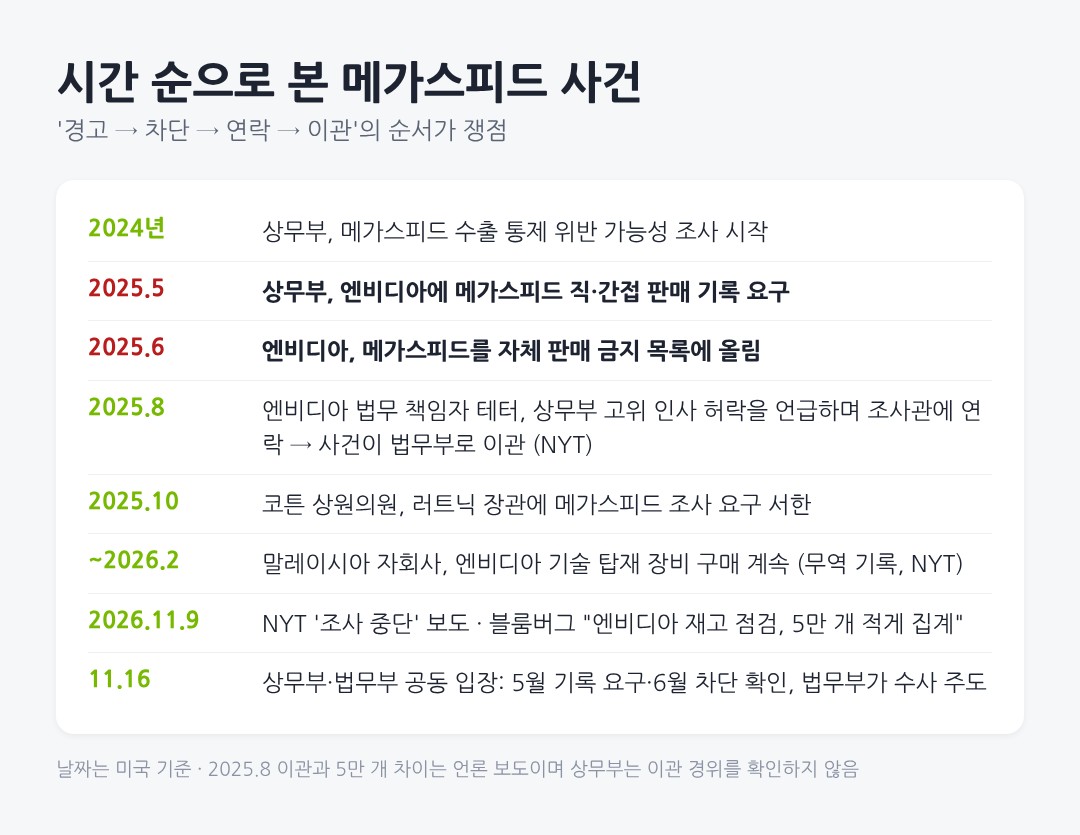 시간 순으로 본 메가스피드 사건
'경고 → 차단 → 연락 → 이관'의 순서가 쟁점
2024년 상무부, 메가스피드 수출 통제 위반 가능성 조사 시작
2025.5 상무부, 엔비디아에 메가스피드 직·간접 판매 기록 요구
2025.6 엔비디아, 메가스피드를 자체 판매 금지 목록에 올림
2025.8 엔비디아 법무 책임자 테터, 상무부 고위 인사 허락을 언급하며 조사관에 연
락 → 사건이 법무부로 이관 (NYT)
2025.10 코튼 상원의원, 러트닉 장관에 메가스피드 조사 요구 서한
~2026.2 말레이시아 자회사, 엔비디아 기술 탑재 장비 구매 계속 (무역 기록, NYT)
2026.11.9 NYT '조사 중단' 보도 · 블룸버그 "엔비디아 재고 점검, 5만 개 적게 집계"
11.16 상무부·법무부 공동 입장: 5월 기록 요구·6월 차단 확인, 법무부가 수사 주도
날짜는 미국 기준 · 2025.8 이관과 5만 개 차이는 언론 보도이며 상무부는 이관 경위를 확인하지 않음